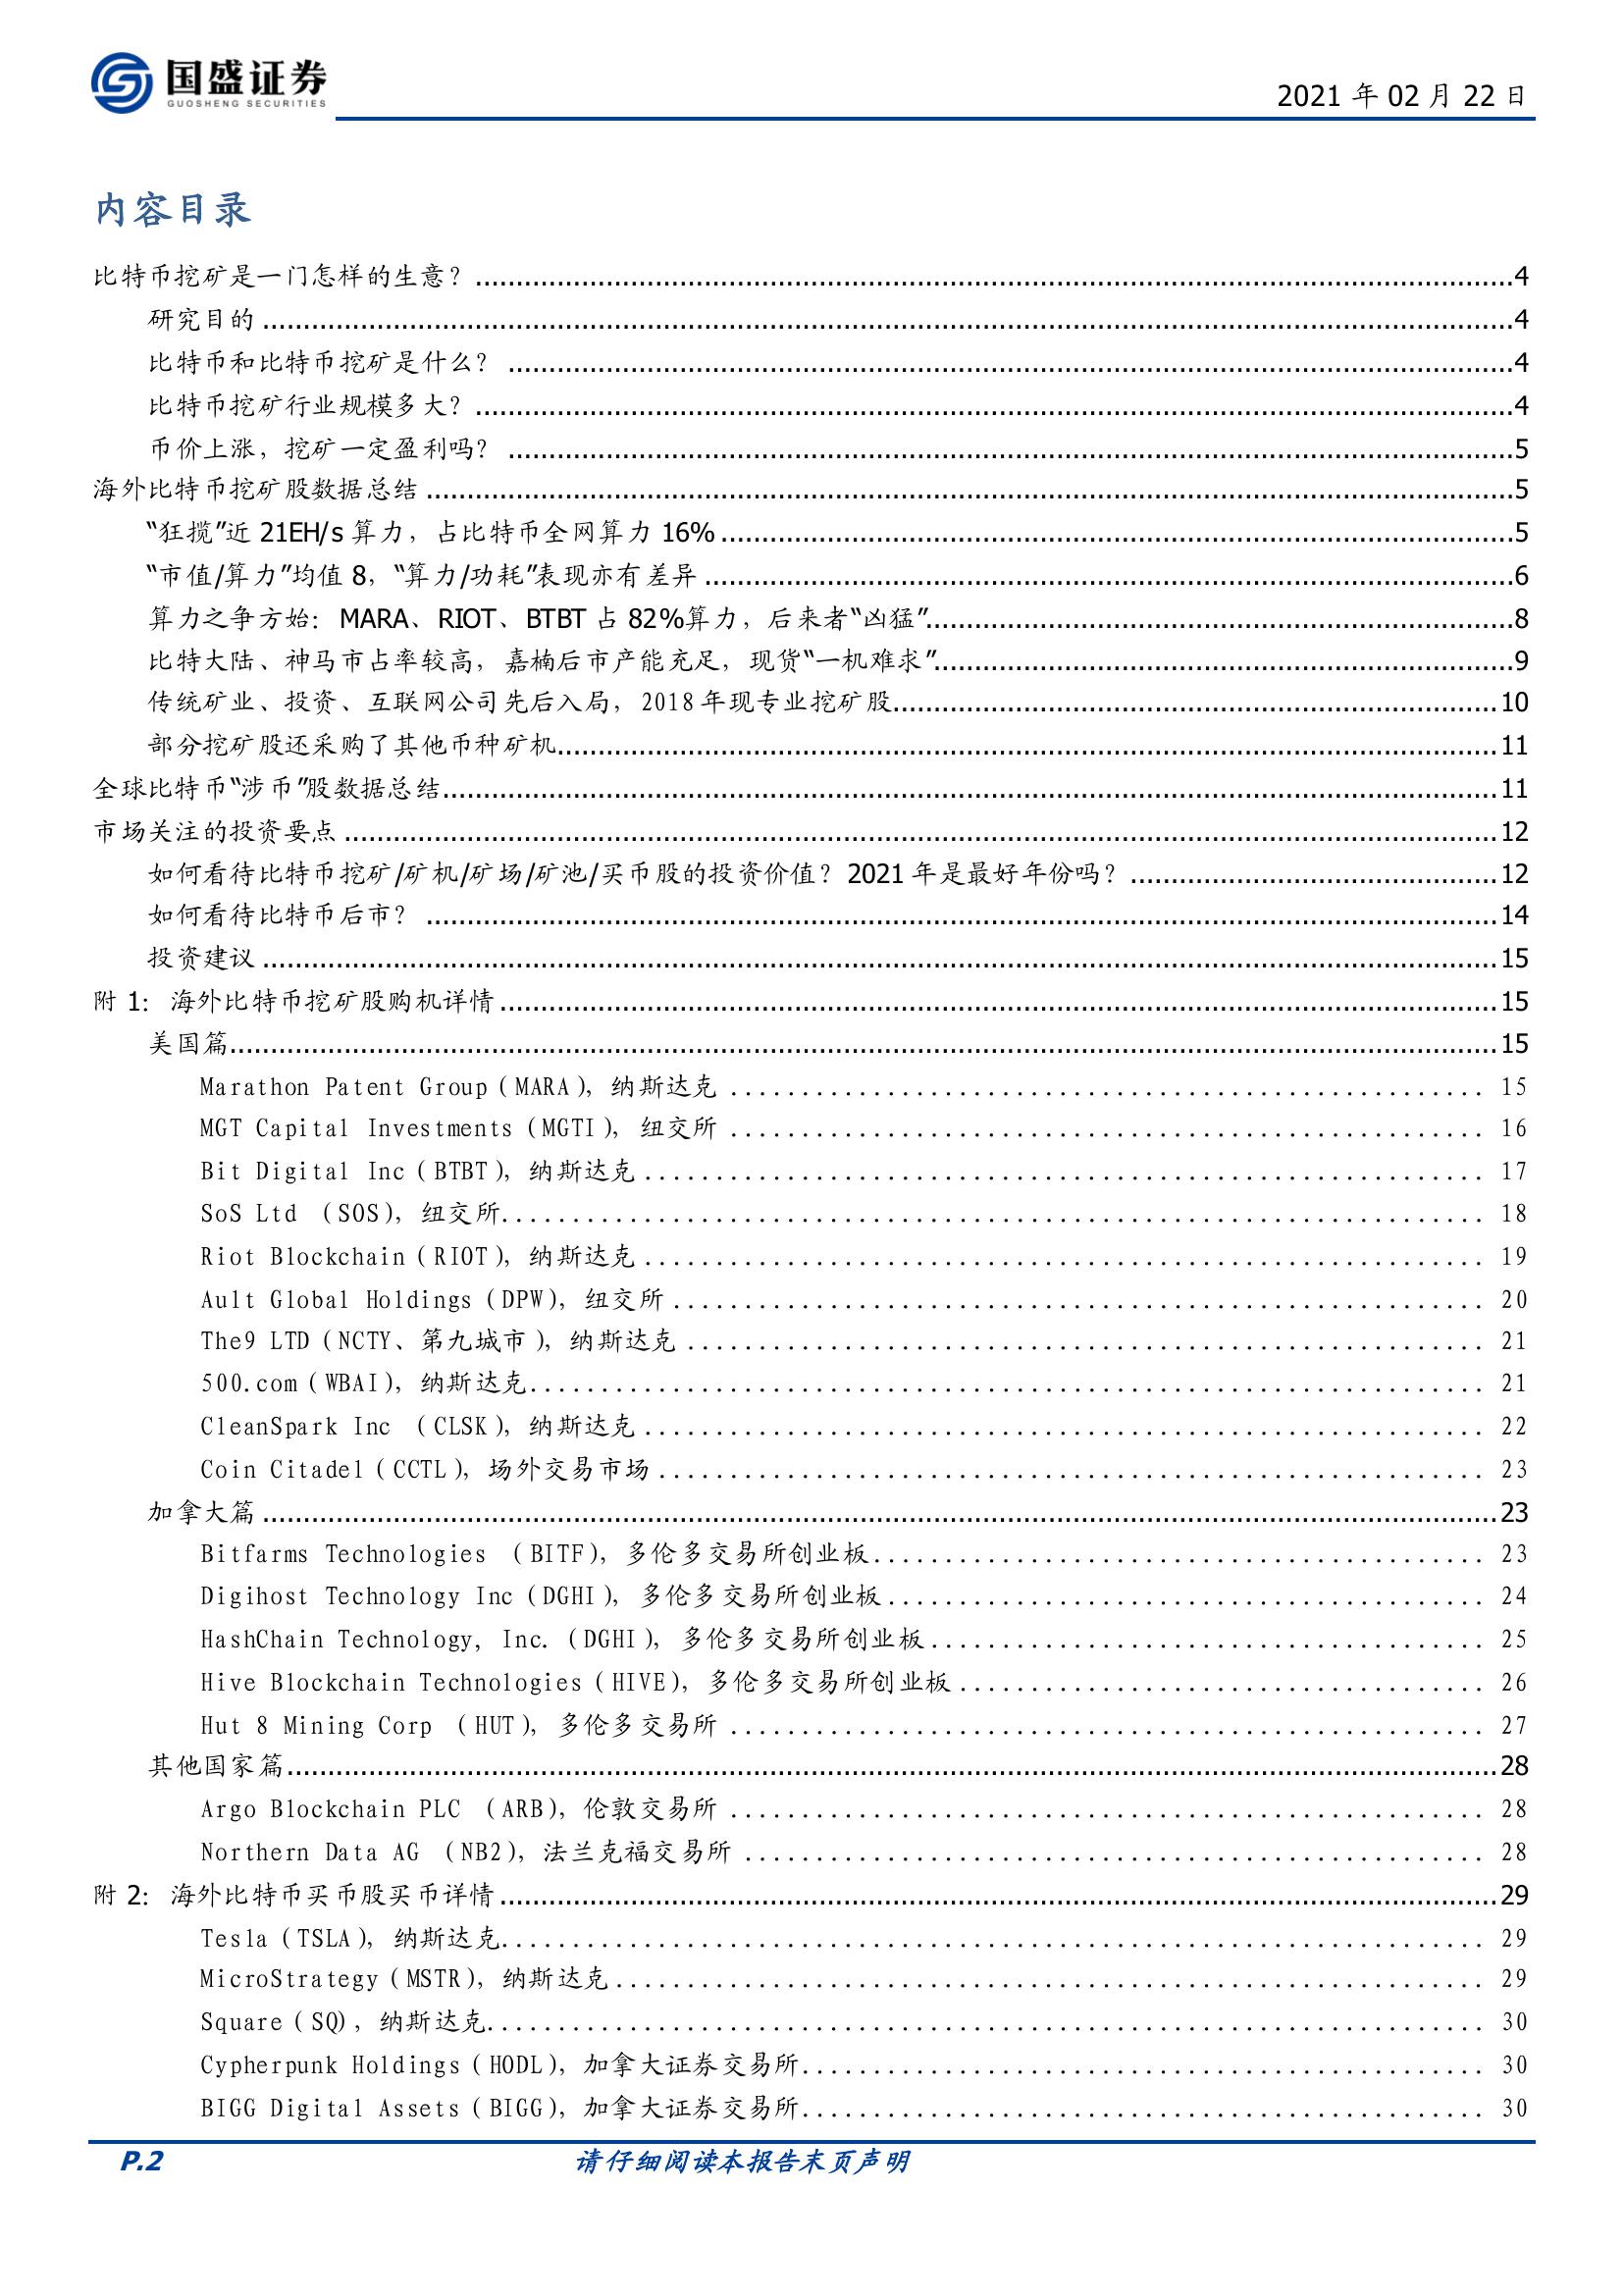 国盛证券
GUOSHENG SECURITIES
2021 年 02 月 22 日
内容目录
比特币挖矿是一门怎样的生意？ 4
研究目的 4
比特币和比特币挖矿是什么？ 4
比特币挖矿行业规模多大？ 4
币价上涨，挖矿一定盈利吗？ 5
海外比特币挖矿股数据总结 5
“狂揽”近 21EH/s 算力，占比特币全网算力 16% 5
“市值/算力”均值 8，“算力/功耗”表现亦有差异 6
算力之争方始：MARA、RIOT、BTBT 占 82%算力，后来者“凶猛” 8
比特大陆、神马市占率较高，嘉楠后市产能充足，现货“一机难求” 9
传统矿业、投资、互联网公司先后入局，2018 年现专业挖矿股 10
部分挖矿股还采购了其他币种矿机 11
全球比特币“涉币”股数据总结 11
市场关注的投资要点 12
如何看待比特币挖矿/矿机/矿场/矿池/买币股的投资价值？2021 年是最好年份吗？ 12
如何看待比特币后市？ 14
投资建议 15
附 1：海外比特币挖矿股购机详情 15
美国篇 15
Marathon Patent Group（MARA），纳斯达克 15
MGT Capital Investments（MGTI），纽交所 16
Bit Digital Inc（BTBT），纳斯达克 17
SoS Ltd （SOS），纽交所 18
Riot Blockchain（RIOT），纳斯达克 19
Ault Global Holdings（DPW），纽交所 20
The9 LTD（NCTY、第九城市），纳斯达克 21
500.com（WBAI），纳斯达克 21
CleanSpark Inc （CLSK），纳斯达克 22
Coin Citadel（CCTL），场外交易市场 23
加拿大篇 23
Bitfarms Technologies （BITF），多伦多交易所创业板 23
Digihost Technology Inc（DGHI），多伦多交易所创业板 24
HashChain Technology, Inc.（DGHI），多伦多交易所创业板 25
Hive Blockchain Technologies（HIVE），多伦多交易所创业板 26
Hut 8 Mining Corp （HUT），多伦多交易所 27
其他国家篇 28
Argo Blockchain PLC （ARB），伦敦交易所 28
Northern Data AG （NB2），法兰克福交易所 28
附 2：海外比特币买币股买币详情 29
Tesla（TSLA），纳斯达克 29
MicroStrategy（MSTR），纳斯达克 29
Square（SQ），纳斯达克 30
Cypherpunk Holdings（HODL），加拿大证券交易所 30
BIGG Digital Assets（BIGG），加拿大证券交易所 30
P.2 请仔细阅读本报告末页声明